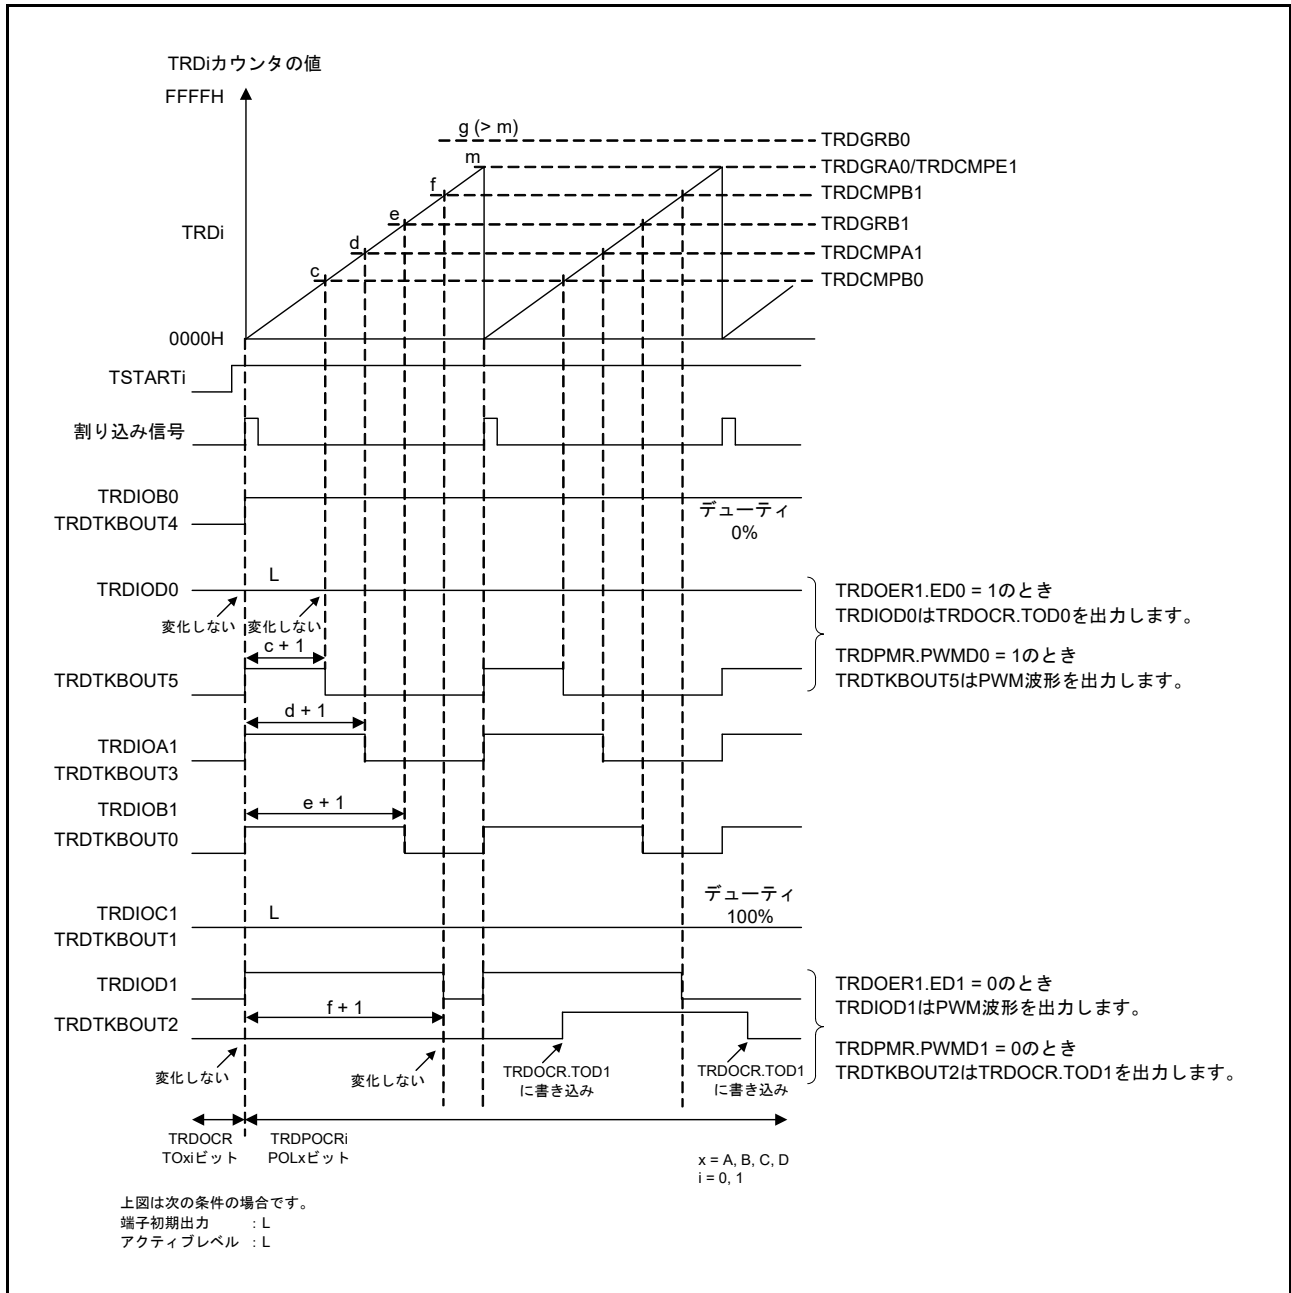 TRDiカウンタの値
FFFFH
g (> m)
TRDGRB0
m
TRDGRA0/TRDCMPE1
f
TRDCMPB1
e
TRDGRB1
TRDi
d
TRDCMPA1
c
TRDCMPB0
0000H
TSTARTi
割り込み信号
TRDIOB0
TRDTKBOUT4
デューティ
0%
TRDIOD0
L
変化しない
変化しない
TRDOER1.ED0 = 1のとき
TRDIOD0はTRDOCR.TOD0を出力します。
c + 1
TRDTKBOUT5
TRDPMR.PWMD0 = 1のとき
TRDTKBOUT5はPWM波形を出力します。
d + 1
TRDIOA1
TRDTKBOUT3
TRDIOB1
e + 1
TRDTKBOUT0
デューティ
100%
TRDIOC1
L
TRDTKBOUT1
TRDIOD1
TRDOER1.ED1 = 0のとき
TRDIOD1はPWM波形を出力します。
f + 1
TRDTKBOUT2
変化しない
変化しない
TRDOCR.TOD1
に書き込み
TRDOCR.TOD1
に書き込み
TRDPMR.PWMD1 = 0のとき
TRDTKBOUT2はTRDOCR.TOD1を出力します。
TRDOCR
TOxiビット
TRDPOCRi
POLxビット
x = A, B, C, D
i = 0, 1
上図は次の条件の場合です。
端子初期出力 : L
アクティブレベル : L